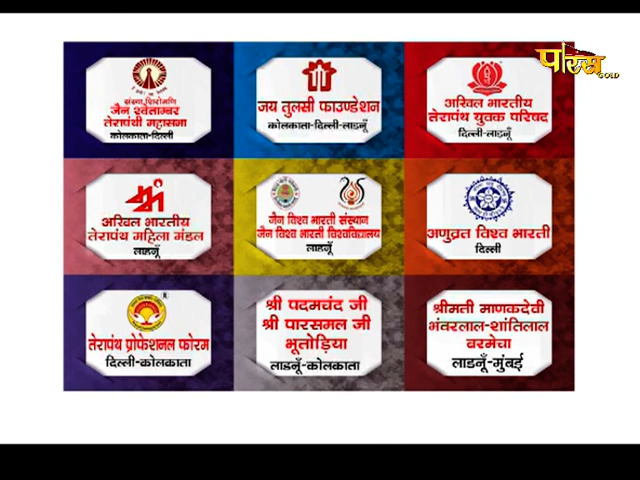 पारस
GOLD
संस्था शिरोमणि
जैन श्वेताम्बर
तेरापंथी महासभा
कोलकाता-दिल्ली
जय तुलसी फाउण्डेशन
कोलकाता-दिल्ली-लाडनूँ
अखिल भारतीय
तेरापंथ युवक परिषद
दिल्ली-लाडनूँ
अखिल भारतीय
तेरापंथ महिला मंडल
लाडनूँ
जैन विश्व भारती संस्थान
जैन विश्व भारती विश्वविद्यालय
लाडनूँ
अणुव्रत विश्व भारती
दिल्ली
तेरापंथ प्रोफेशनल फोरम
दिल्ली-कोलकाता
श्री पदमचंद जी
श्री पारसमल जी
भूतोड़िया
लाडनूँ-कोलकाता
श्रीमती माणकदेवी
भंवरलाल-शांतिलाल
बरमेचा
लाडनूँ-मुंबई